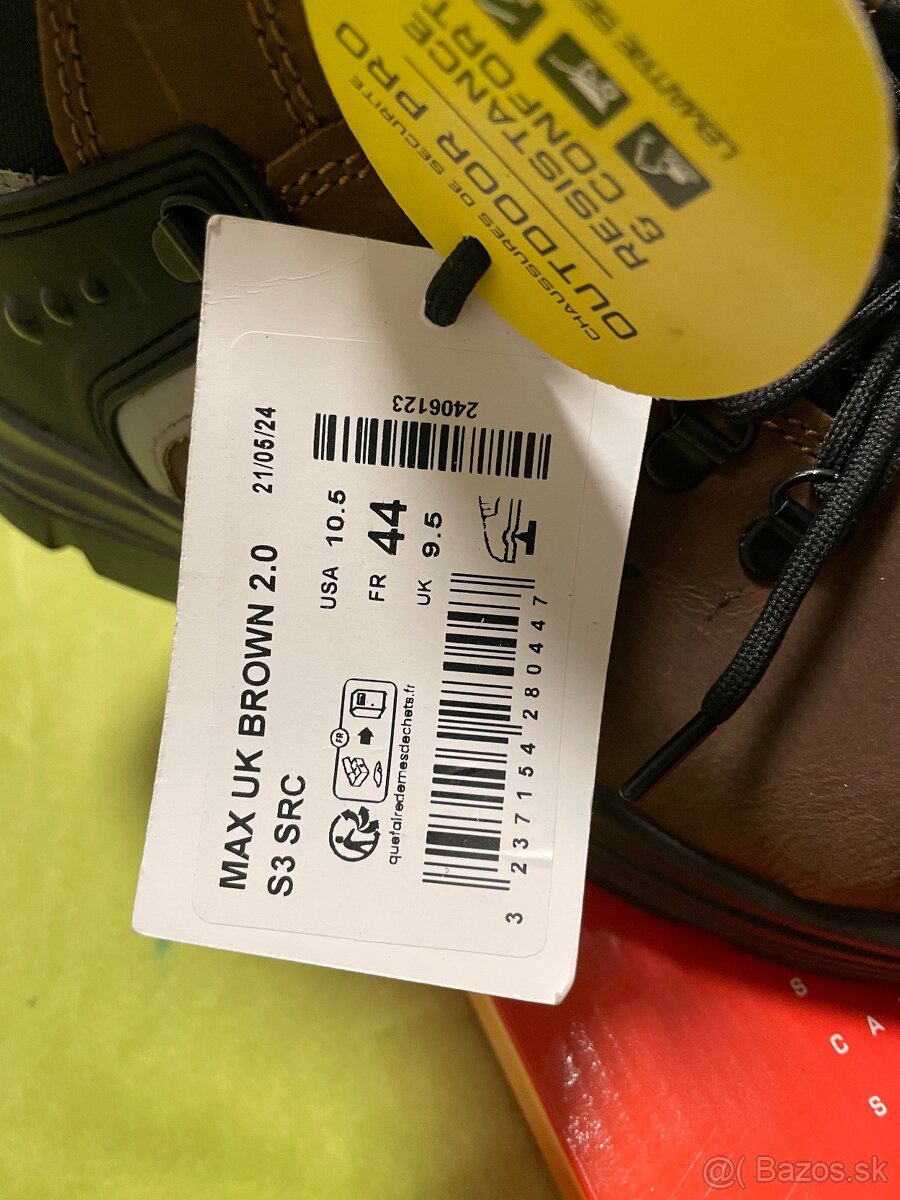 CHAUSSURES DE SECURITE
OUTDOOR PRO
RESISTANCE
& CONFORT
MAX UK BROWN 2.0
21/05/24
S3 SRC
USA 10.5
FR 44
UK 9.5
2406123
FR
quefairedemesdechets.fr
3 237154 280447
S
A
C
S
@( Bazos.sk